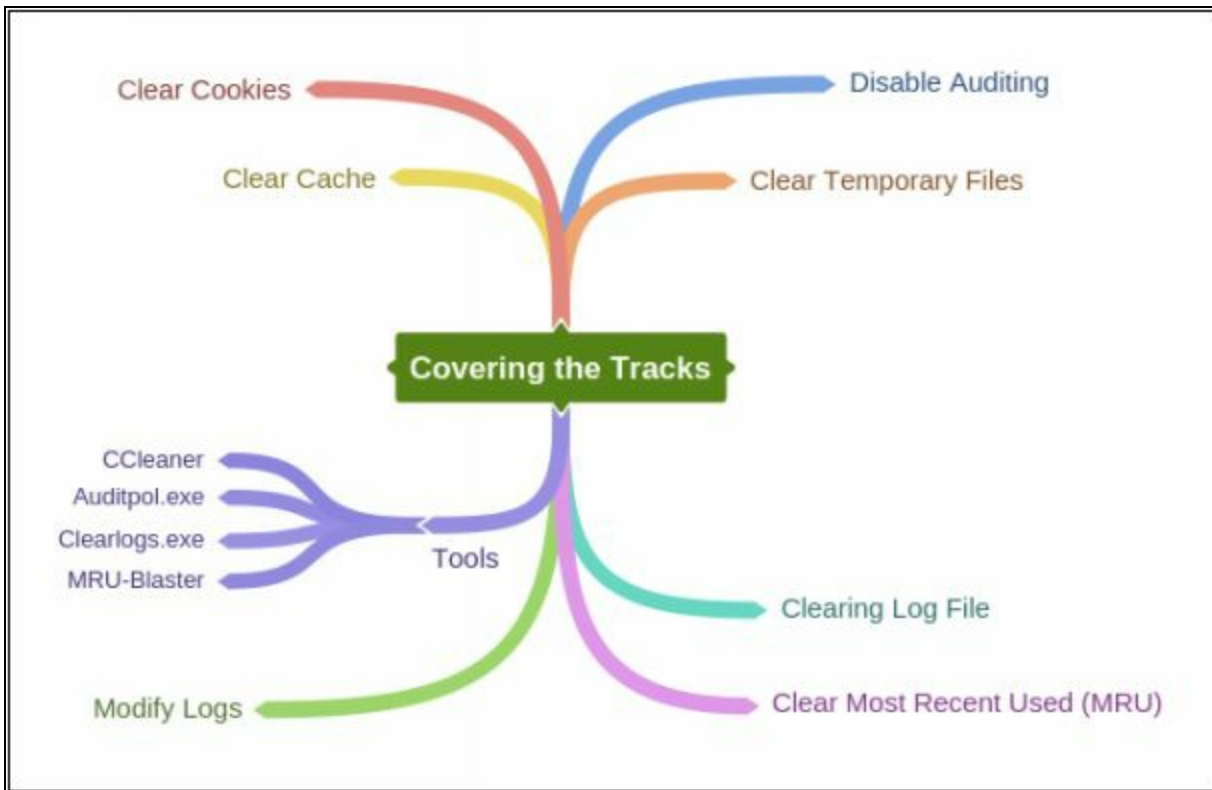 Clear Cookies
Disable Auditing
Clear Cache
Clear Temporary Files
Covering the Tracks
CCleaner
Auditpol.exe
Clearlogs.exe
MRU-Blaster
Tools
Clearing Log File
Modify Logs
Clear Most Recent Used (MRU)